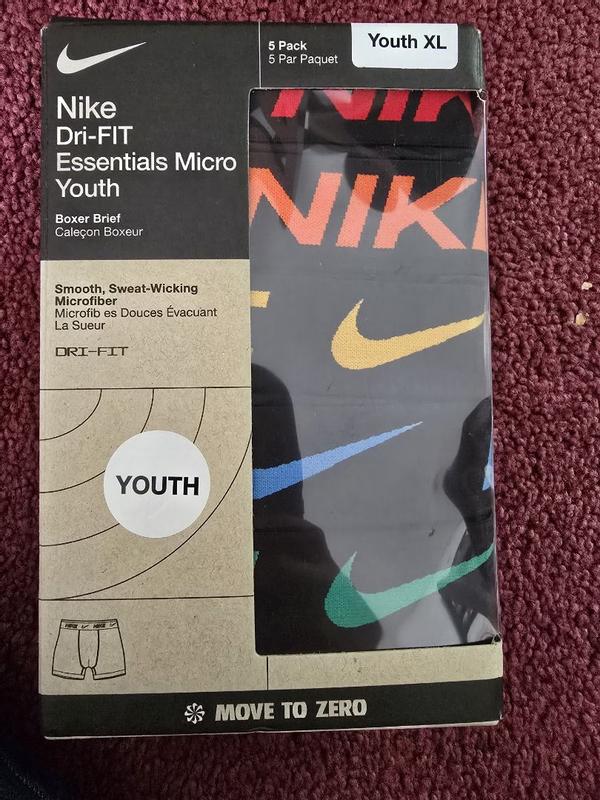 5 Pack
5 Par Paquet
Youth XL
Nike
Dri-FIT
Essentials Micro
Youth
Boxer Brief
Caleçon Boxeur
Smooth, Sweat-Wicking
Microfiber
Microfib es Douces Évacuant
La Sueur
DRI-FIT
YOUTH
NIK
NIKE
MOVE TO ZERO